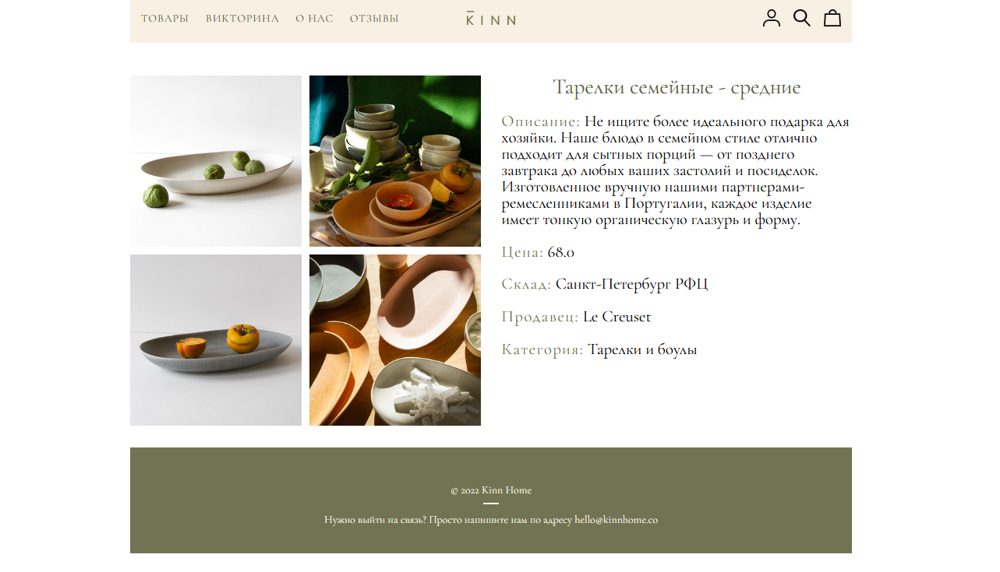 ТОВАРЫ ВИКТОРИНА О НАС ОТЗЫВЫ
KINN
Тарелки семейные - средние
Описание: Не ищите более идеального подарка для
хозяйки. Наше блюдо в семейном стиле отлично
подходит для сытных порций — от позднего
завтрака до любых ваших застолий и посиделок.
Изготовленное вручную нашими партнерами-
ремесленниками в Португалии, каждое изделие
имеет тонкую органическую глазурь и форму.
Цена: 68.0
Склад: Санкт-Петербург РФЦ
Продавец: Le Creuset
Категория: Тарелки и боулы
© 2022 Kinn Home
Нужно выйти на связь? Просто напишите нам по адресу hello@kinnhome.co